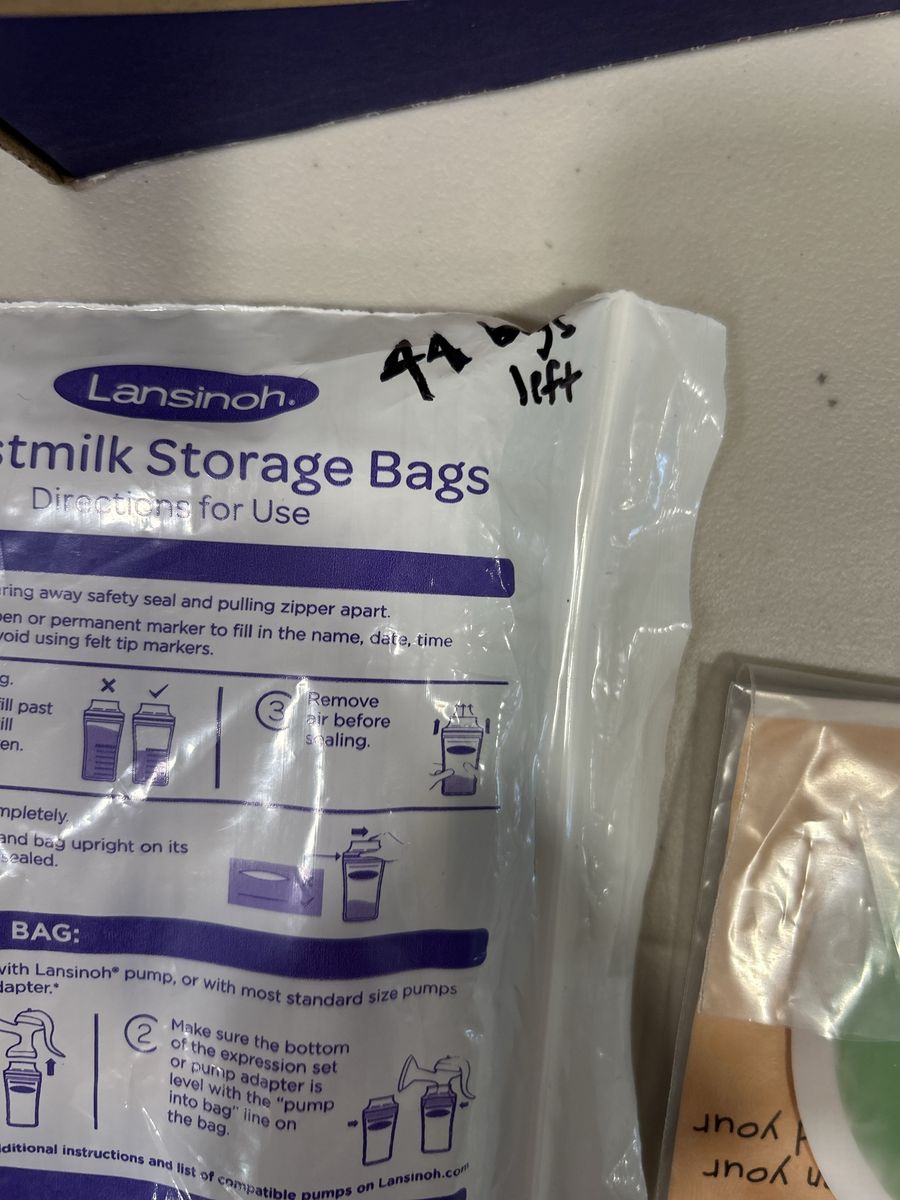 44 bags
left
Lansinoh®
stmilk Storage Bags
Directions for Use
ring away safety seal and pulling zipper apart.
en or permanent marker to fill in the name, date, time
void using felt tip markers.
g.
ill past
ill
en.
3 Remove
air before
sealing.
mpletely.
and bag upright on its
sealed.
BAG:
with Lansinoh® pump, or with most standard size pumps
dapter.*
2 Make sure the bottom
of the expression set
or pump adapter is
level with the "pump
into bag" line on
the bag.
dditional instructions and list of compatible pumps on Lansinoh.com
your
your